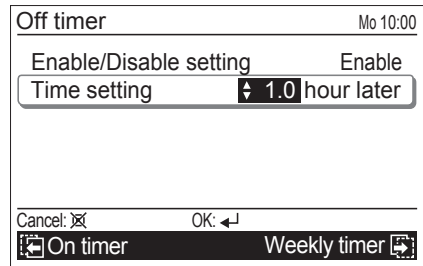 Off timer Mo 10:00
Enable/Disable setting Enable
Time setting 1.0 hour later
Cancel: OK:
On timer Weekly timer